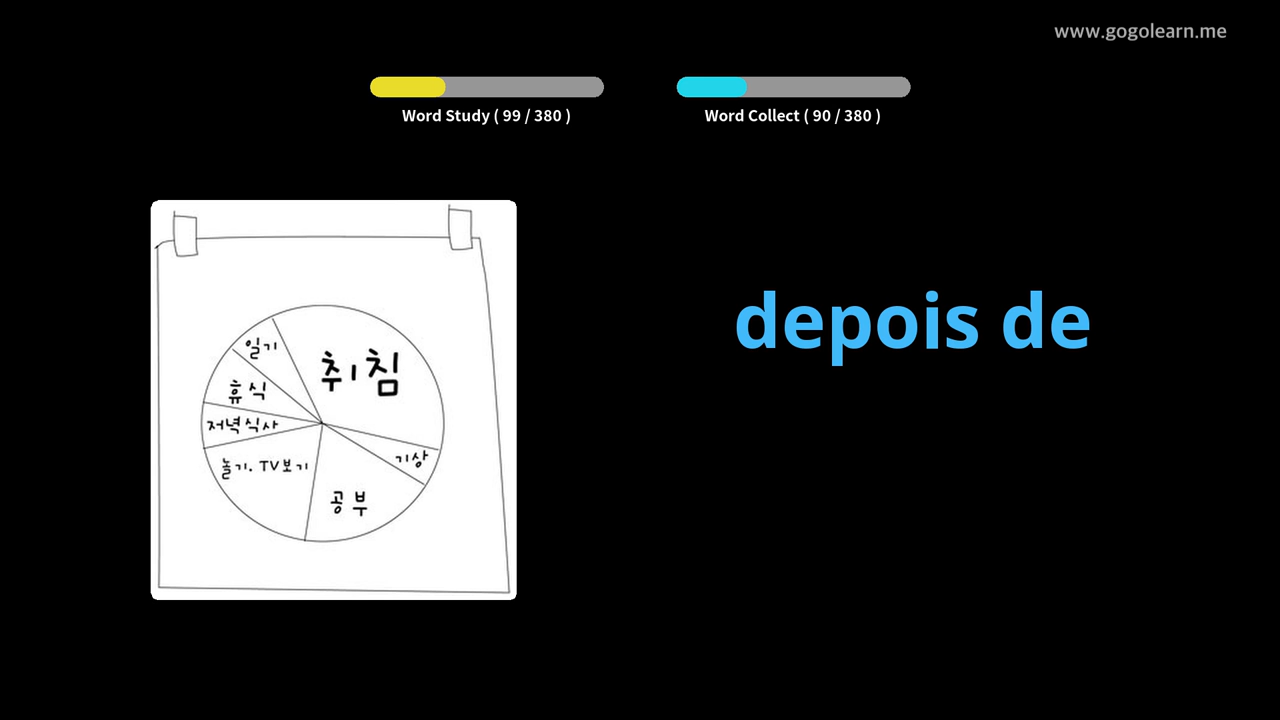 www.gogolearn.me
Word Study ( 99 / 380 )
Word Collect ( 90 / 380 )
일기
취침
휴식
저녁식사
놀기. TV보기
기상
공부
depois de